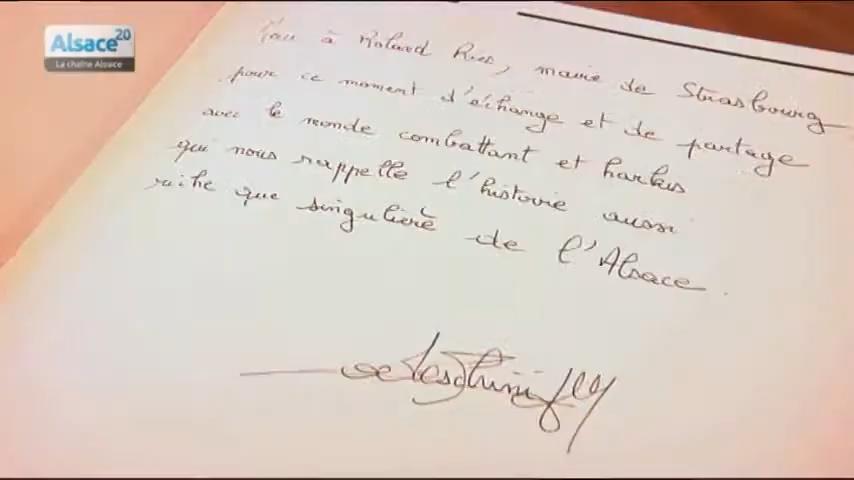 Alsace20
La chaîne Alsace
à Roland Ries, maire de Strasbourg
pour ce moment d'échange et de partage
avec le monde combattant et harkis
qui nous rappelle l'histoire aussi
riche que singulière de l'Alsace.